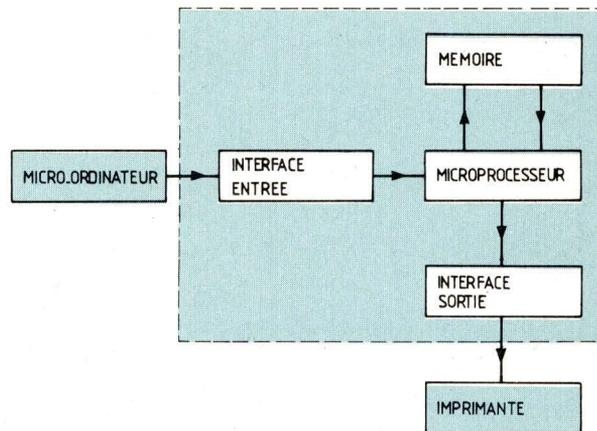 MEMOIRE
MICRO_ORDINATEUR
INTERFACE
ENTREE
MICROPROCESSEUR
INTERFACE
SORTIE
IMPRIMANTE